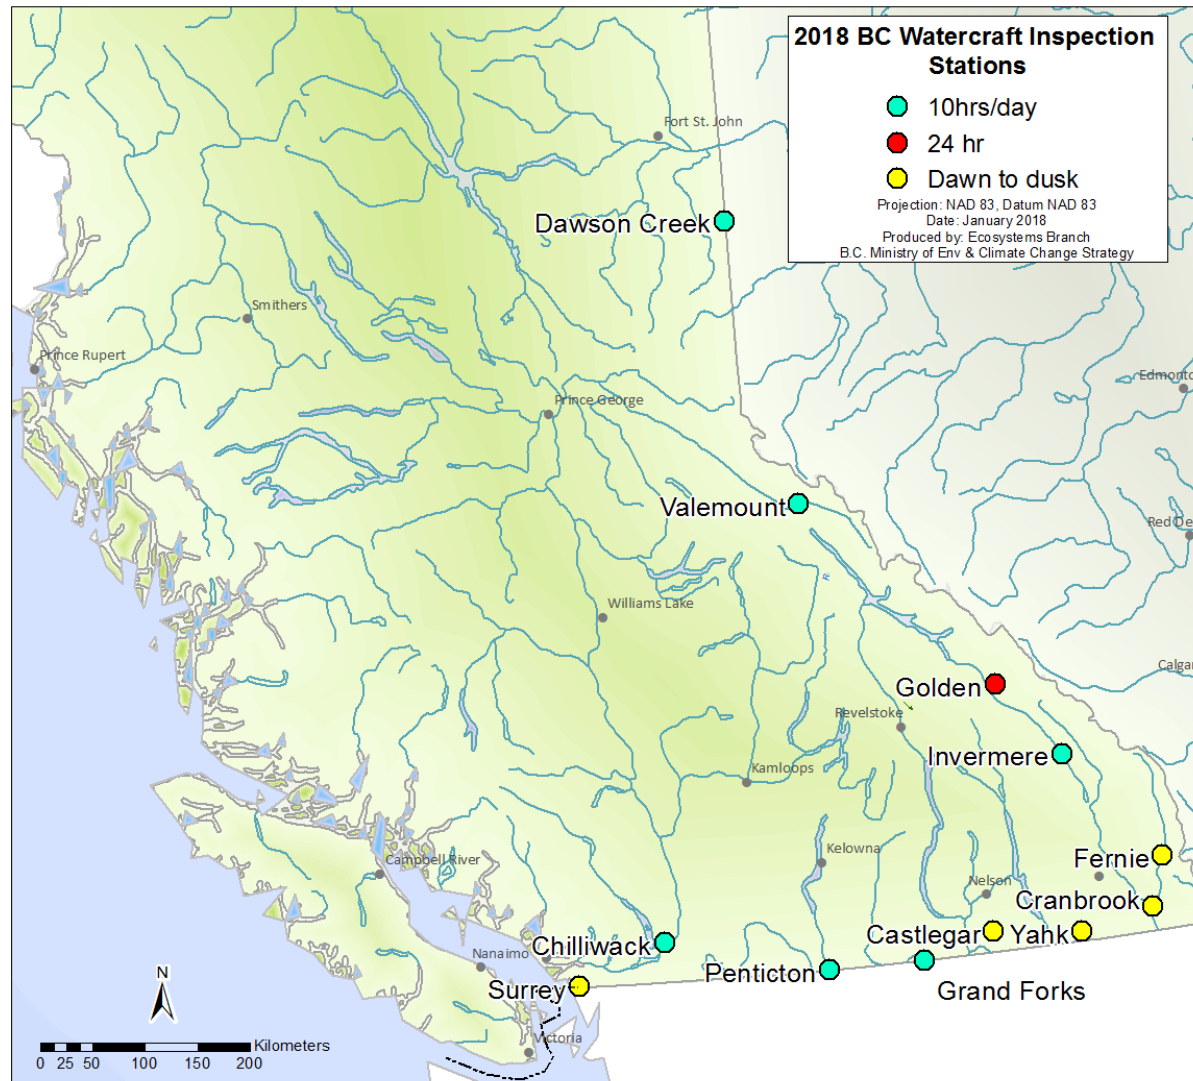 2018 BC Watercraft Inspection
Stations
10hrs/day
24 hr
Dawn to dusk
Projection: NAD 83, Datum NAD 83
Date: January 2018
Produced by: Ecosystems Branch
B.C. Ministry of Env & Climate Change Strategy
Fort St. John
Dawson Creek
Smithers
Prince Rupert
Edmonto
Prince George
Valemount
Red De
R.
Williams Lake
Calgar
Golden
Revelstoke
Invermere
Kamloops
Kelowna
Campbell River
Fernie
Nelson
Cranbrook
Castlegar
Yahk
Chilliwack
Nanaimo
Penticton
Surrey
Grand Forks
N
Victoria
Kilometers
0 25 50 100 150 200